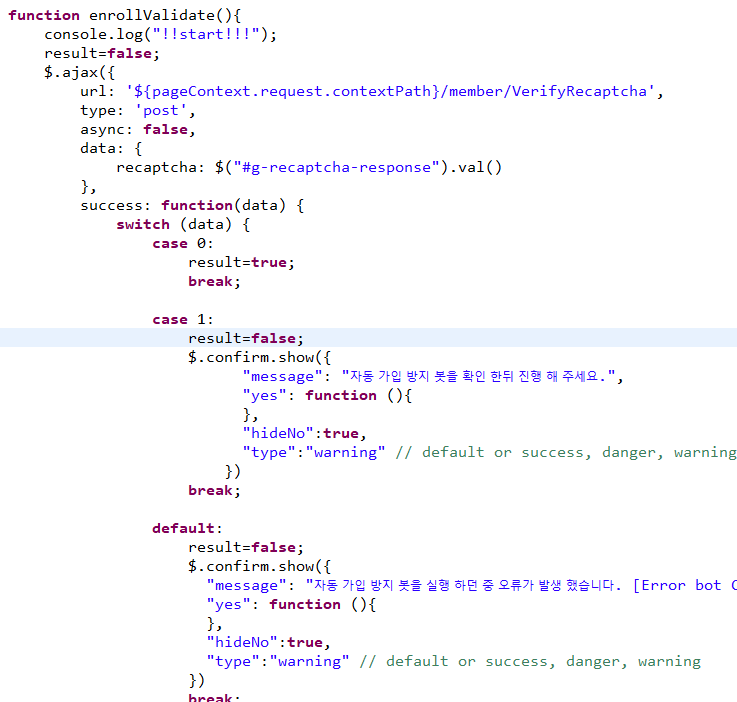 function enrollValidate(){
    console.log("!!start!!!");
    result=false;
    $.ajax({
        url: '${pageContext.request.contextPath}/member/VerifyRecaptcha',
        type: 'post',
        async: false,
        data: {
            recaptcha: $("#g-recaptcha-response").val()
        },
        success: function(data) {
            switch (data) {
                case 0:
                    result=true;
                    break;

                case 1:
                    result=false;
                    $.confirm.show({
                          "message": "자동 가입 방지 봇을 확인 한뒤 진행 해 주세요.",
                          "yes": function (){
                          },
                          "hideNo":true,
                          "type":"warning" // default or success, danger, warning
                        })
                    break;

                default:
                    result=false;
                    $.confirm.show({
                      "message": "자동 가입 방지 봇을 실행 하던 중 오류가 발생 했습니다. [Error bot C
                      "yes": function (){
                      },
                      "hideNo":true,
                      "type":"warning" // default or success, danger, warning
                    })
                    break;